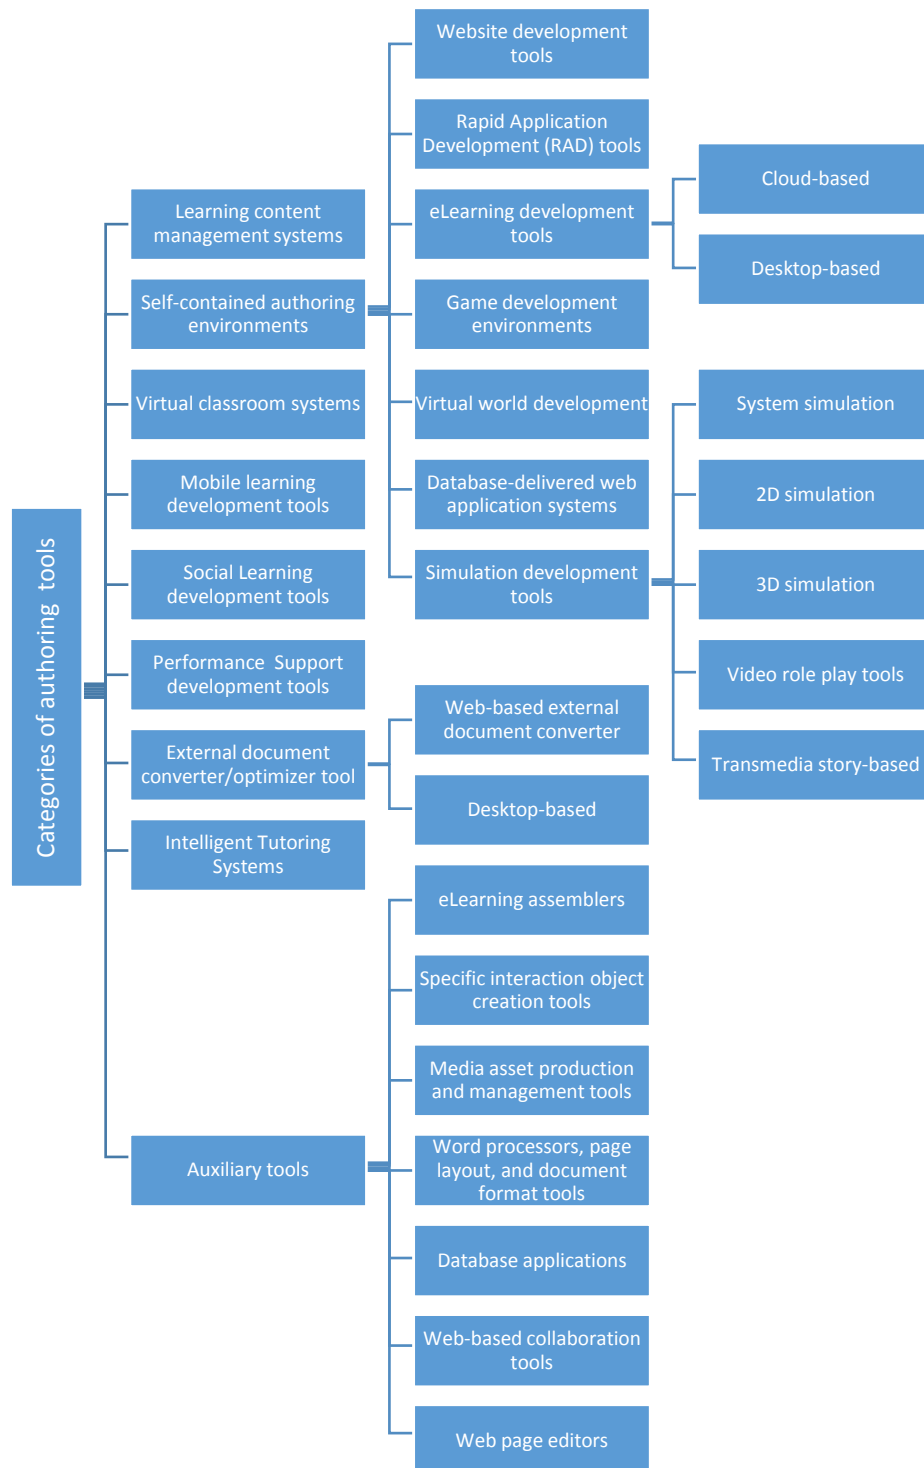 Categories of authoring tools
Learning content
management systems
Self-contained authoring
environments
Website development
tools
Rapid Application
Development (RAD) tools
eLearning development
tools
Cloud-based
Desktop-based
Game development
environments
Virtual world development
Database-delivered web
application systems
Simulation development
tools
System simulation
2D simulation
3D simulation
Video role play tools
Transmedia story-based
Virtual classroom systems
Mobile learning
development tools
Social Learning
development tools
Performance Support
development tools
External document
converter/optimizer tool
Web-based external
document converter
Desktop-based
Intelligent Tutoring
Systems
Auxiliary tools
eLearning assemblers
Specific interaction object
creation tools
Media asset production
and management tools
Word processors, page
layout, and document
format tools
Database applications
Web-based collaboration
tools
Web page editors